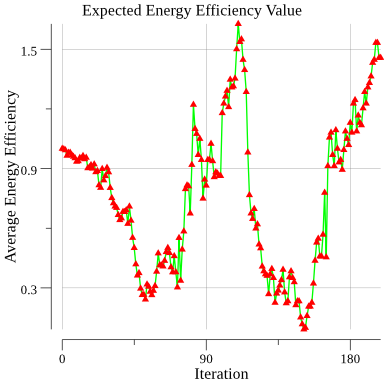 Expected Energy Efficiency Value
Average Energy Efficiency
1.5
0.9
0.3
0
90
180
Iteration